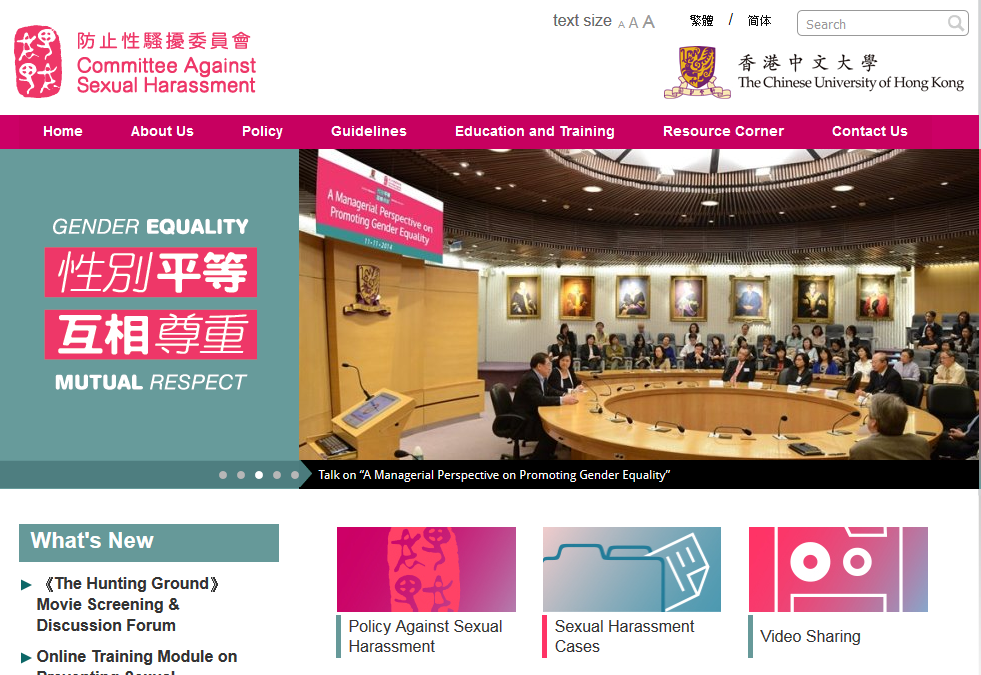 text size A A A
繁體 / 简体
Search
防止性騷擾委員會
Committee Against
Sexual Harassment
香港中文大學
The Chinese University of Hong Kong
Home About Us Policy Guidelines Education and Training Resource Corner Contact Us
GENDER EQUALITY
性別平等
互相尊重
MUTUAL RESPECT
A Managerial Perspective on
Promoting Gender Equality
11-11-2014
Talk on “A Managerial Perspective on Promoting Gender Equality”
What's New
《The Hunting Ground》
Movie Screening &
Discussion Forum
Online Training Module on
Preventing Sexual
Policy Against Sexual
Harassment
Sexual Harassment
Cases
Video Sharing